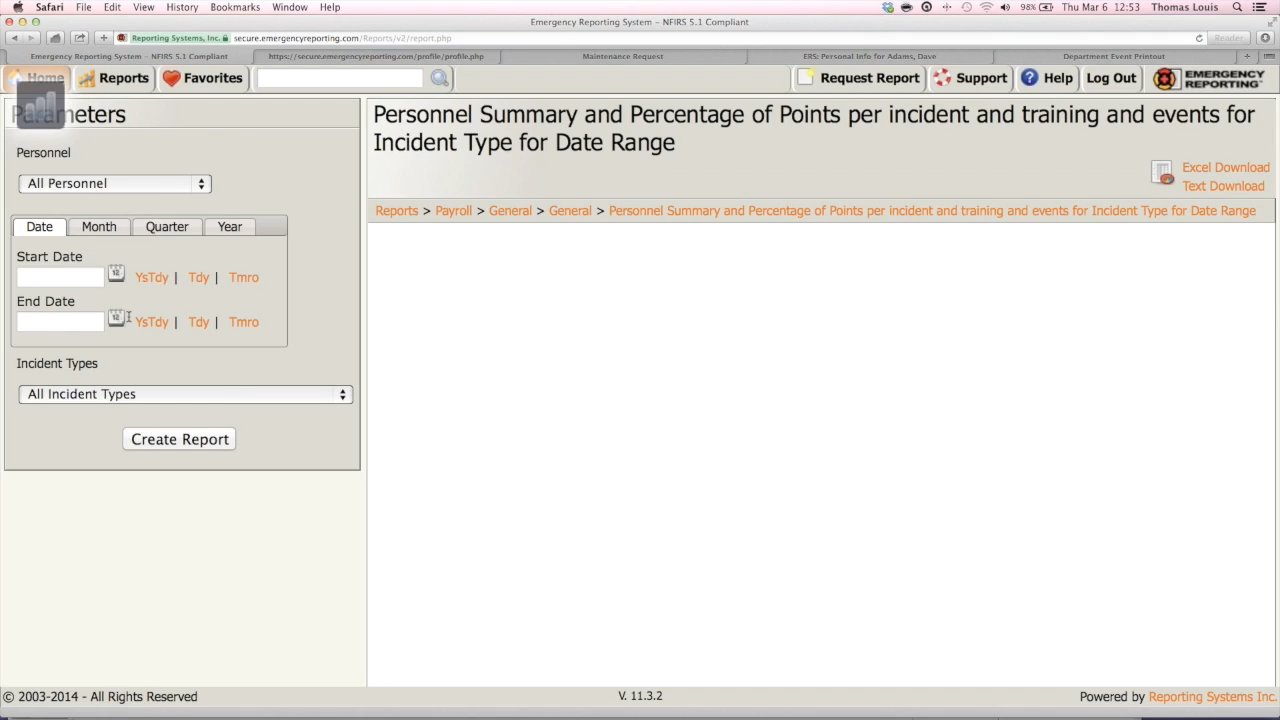 Safari File Edit View History Bookmarks Window Help 98% Thu Mar 6 12:53 Thomas Louis
Emergency Reporting System – NFIRS 5.1 Compliant
Reporting Systems, Inc. secure.emergencyreporting.com/Reports/v2/report.php Reader
Emergency Reporting System – NFIRS 5.1 Compliant https://secure.emergencyreporting.com/profile/profile.php Maintenance Request ERS: Personal Info for Adams, Dave Department Event Printout
Home Reports Favorites Request Report Support Help Log Out EMERGENCY REPORTING
Parameters
Personnel
All Personnel
Date Month Quarter Year
Start Date
12 YsTdy | Tdy | Tmro
End Date
12 YsTdy | Tdy | Tmro
Incident Types
All Incident Types
Create Report
Personnel Summary and Percentage of Points per incident and training and events for
Incident Type for Date Range
Excel Download
Text Download
Reports > Payroll > General > General > Personnel Summary and Percentage of Points per incident and training and events for Incident Type for Date Range
© 2003-2014 - All Rights Reserved V. 11.3.2 Powered by Reporting Systems Inc.